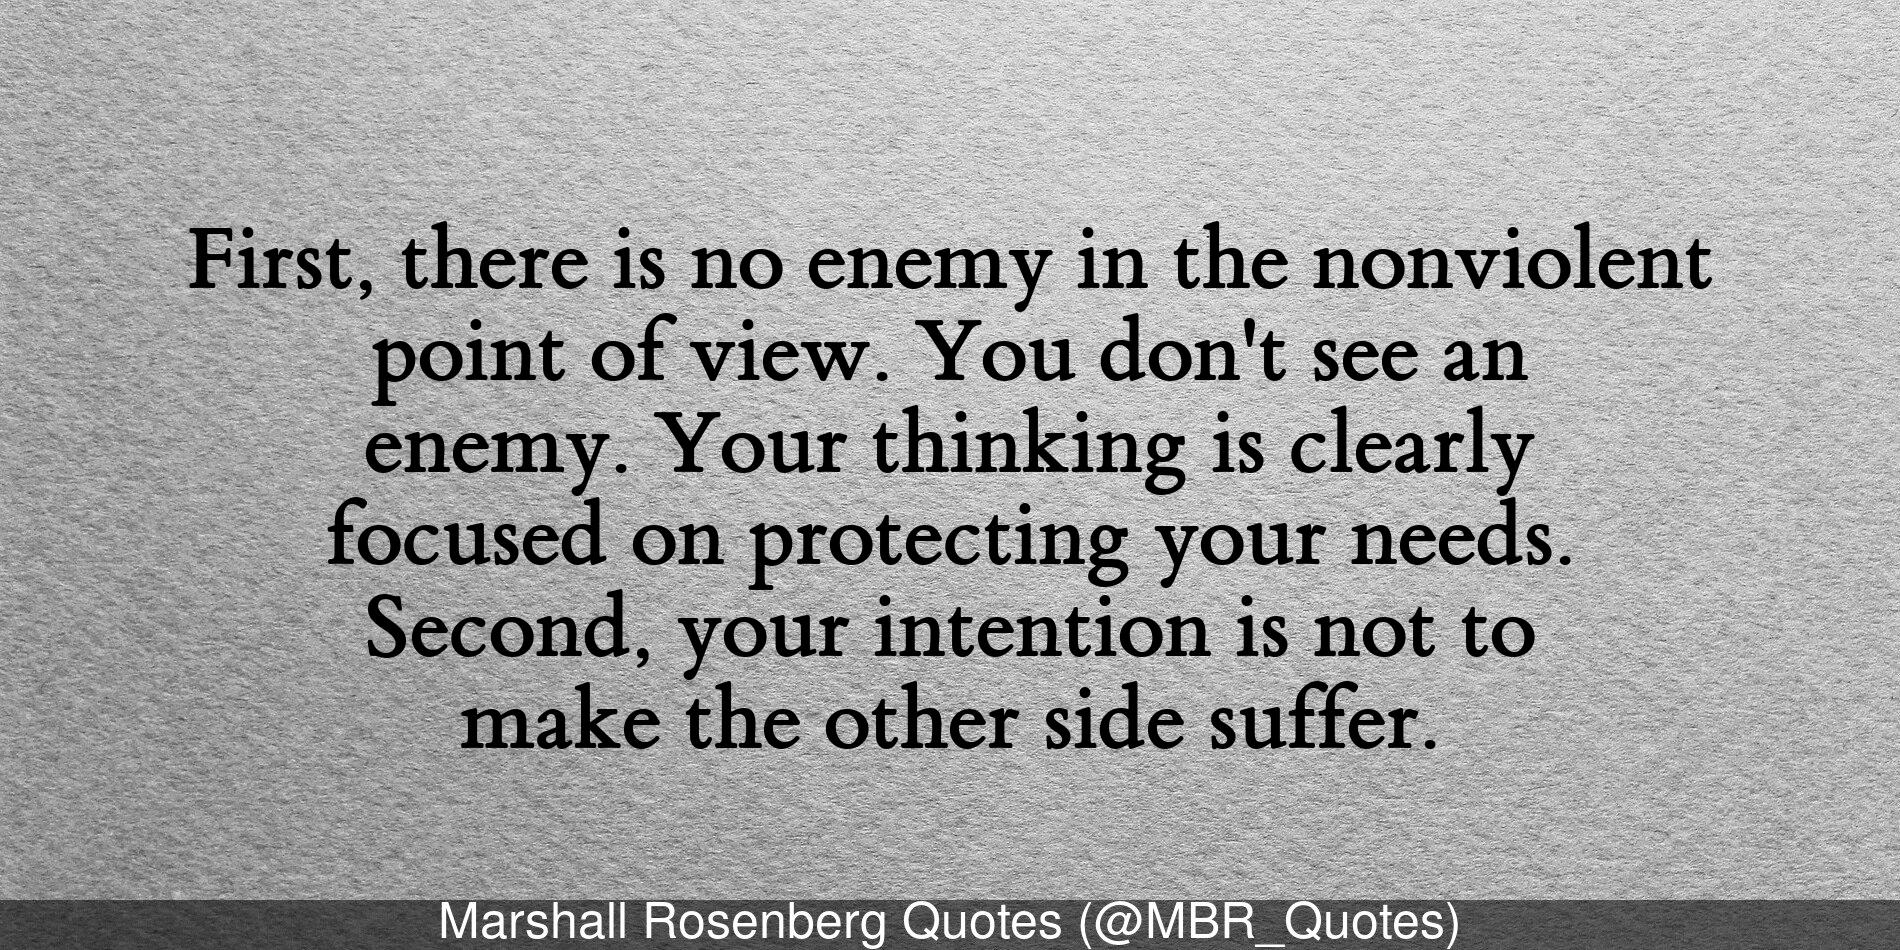 First, there is no enemy in the nonviolent
point of view. You don't see an
enemy. Your thinking is clearly
focused on protecting your needs.
Second, your intention is not to
make the other side suffer.
Marshall Rosenberg Quotes (@MBR_Quotes)